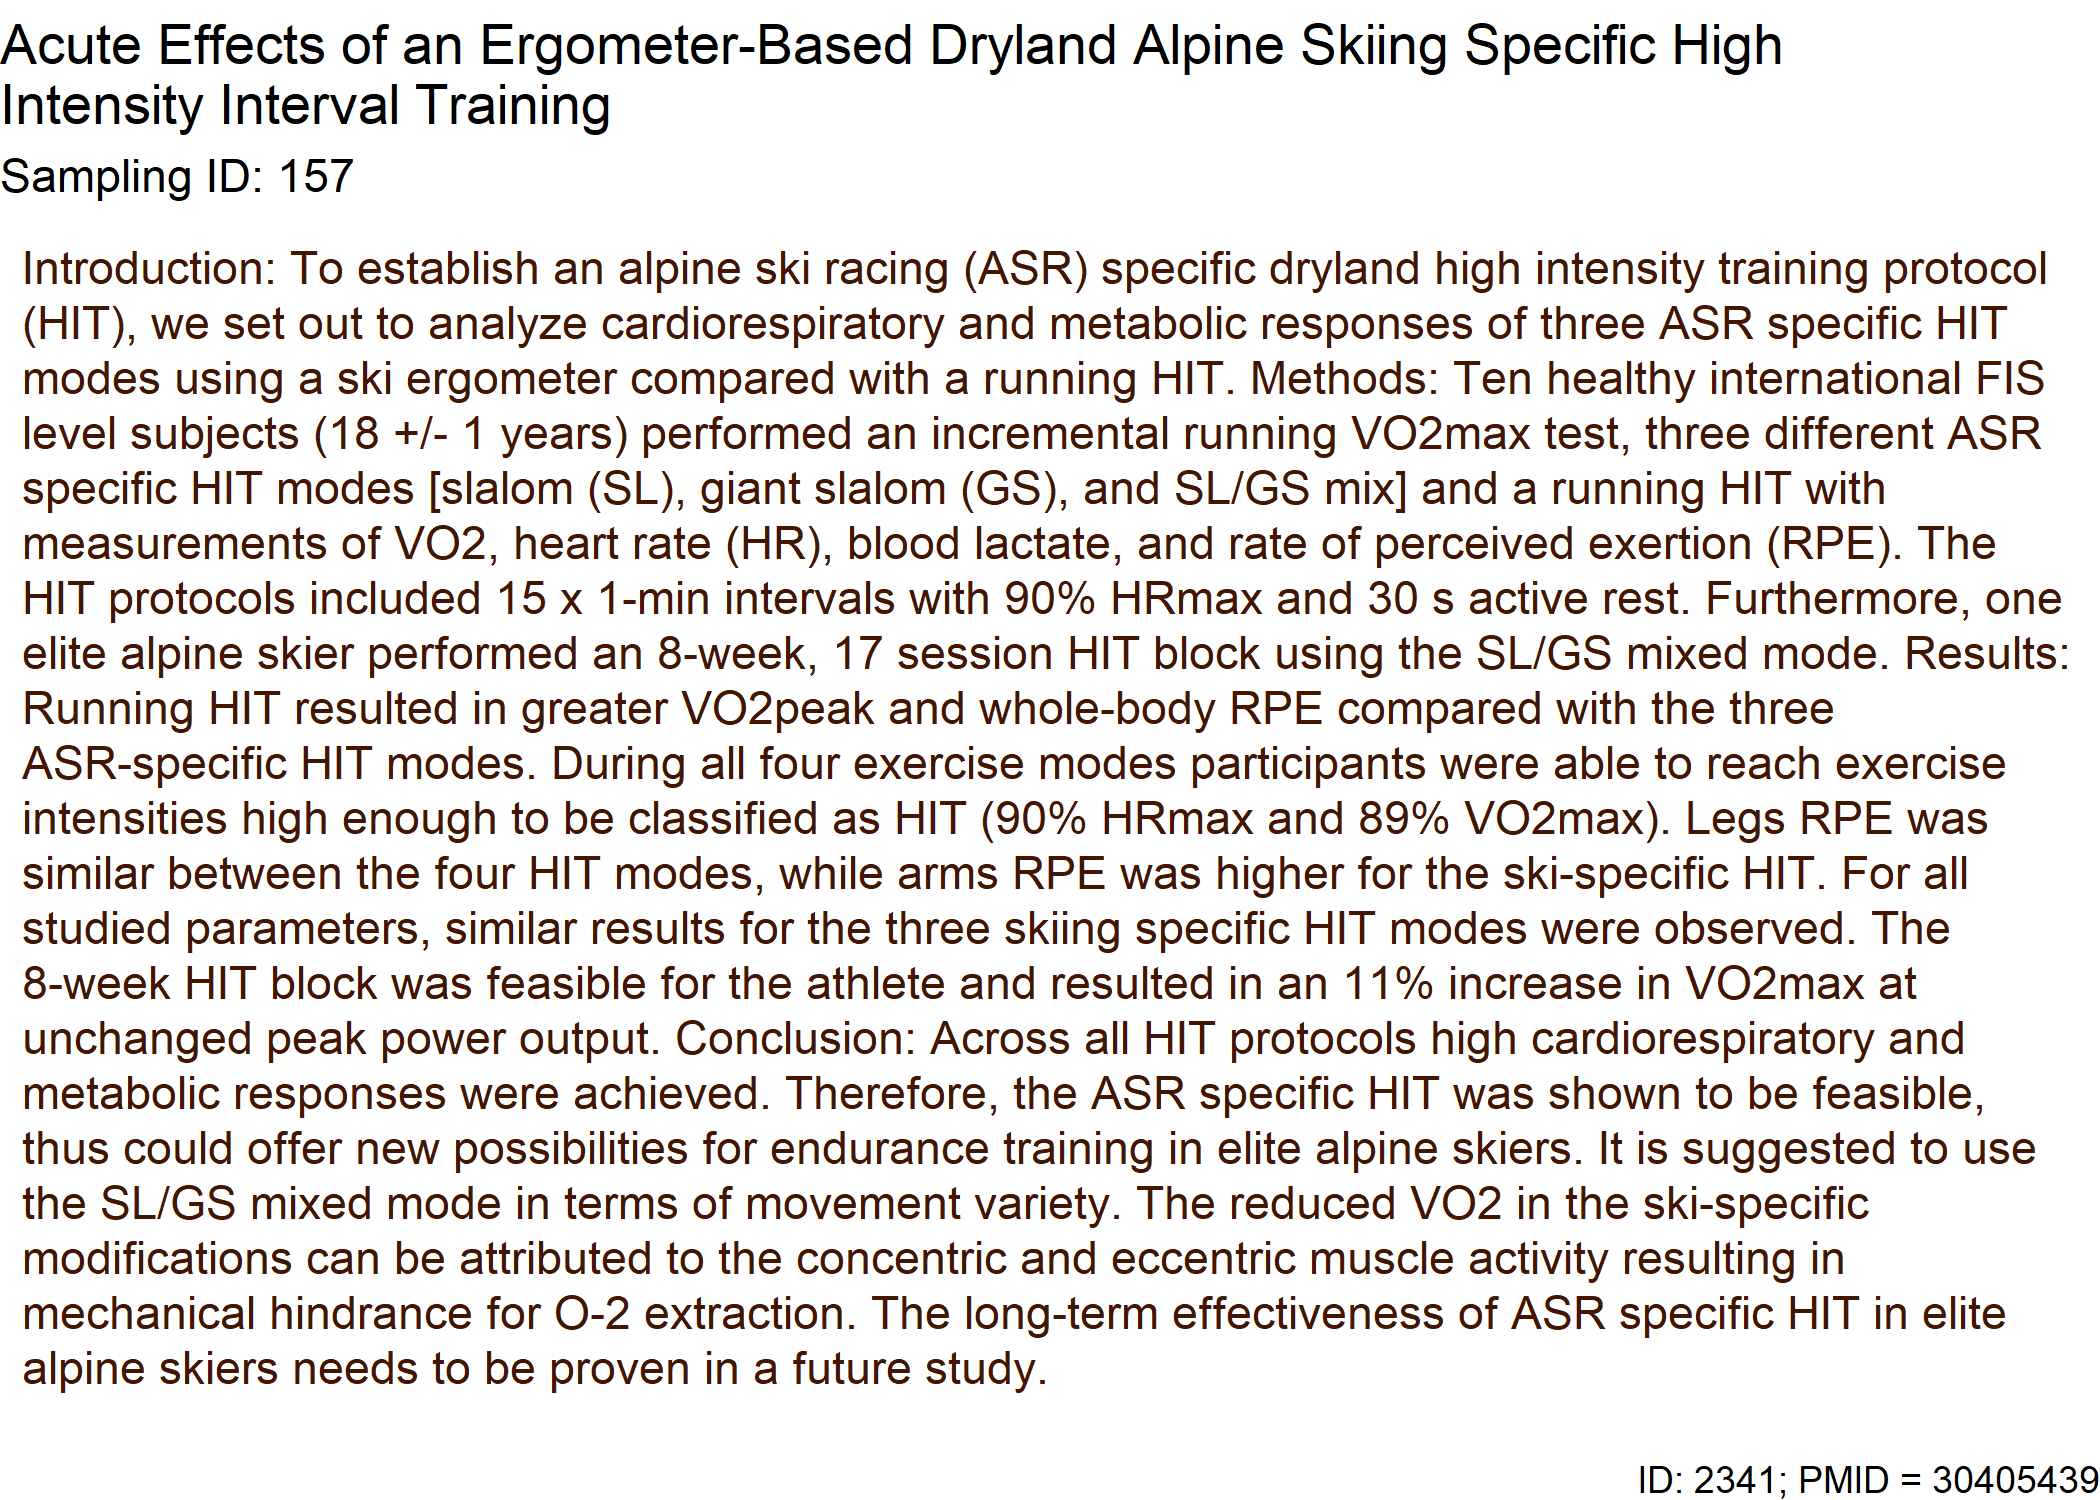 Acute Effects of an Ergometer-Based Dryland Alpine Skiing Specific High
Intensity Interval Training
Sampling ID: 157
Introduction: To establish an alpine ski racing (ASR) specific dryland high intensity training protocol
(HIT), we set out to analyze cardiorespiratory and metabolic responses of three ASR specific HIT
modes using a ski ergometer compared with a running HIT. Methods: Ten healthy international FIS
level subjects (18 +/- 1 years) performed an incremental running VO2max test, three different ASR
specific HIT modes [slalom (SL), giant slalom (GS), and SL/GS mix] and a running HIT with
measurements of VO2, heart rate (HR), blood lactate, and rate of perceived exertion (RPE). The
HIT protocols included 15 x 1-min intervals with 90% HRmax and 30 s active rest. Furthermore, one
elite alpine skier performed an 8-week, 17 session HIT block using the SL/GS mixed mode. Results:
Running HIT resulted in greater VO2peak and whole-body RPE compared with the three
ASR-specific HIT modes. During all four exercise modes participants were able to reach exercise
intensities high enough to be classified as HIT (90% HRmax and 89% VO2max). Legs RPE was
similar between the four HIT modes, while arms RPE was higher for the ski-specific HIT. For all
studied parameters, similar results for the three skiing specific HIT modes were observed. The
8-week HIT block was feasible for the athlete and resulted in an 11% increase in VO2max at
unchanged peak power output. Conclusion: Across all HIT protocols high cardiorespiratory and
metabolic responses were achieved. Therefore, the ASR specific HIT was shown to be feasible,
thus could offer new possibilities for endurance training in elite alpine skiers. It is suggested to use
the SL/GS mixed mode in terms of movement variety. The reduced VO2 in the ski-specific
modifications can be attributed to the concentric and eccentric muscle activity resulting in
mechanical hindrance for O-2 extraction. The long-term effectiveness of ASR specific HIT in elite
alpine skiers needs to be proven in a future study.
ID: 2341; PMID = 30405439